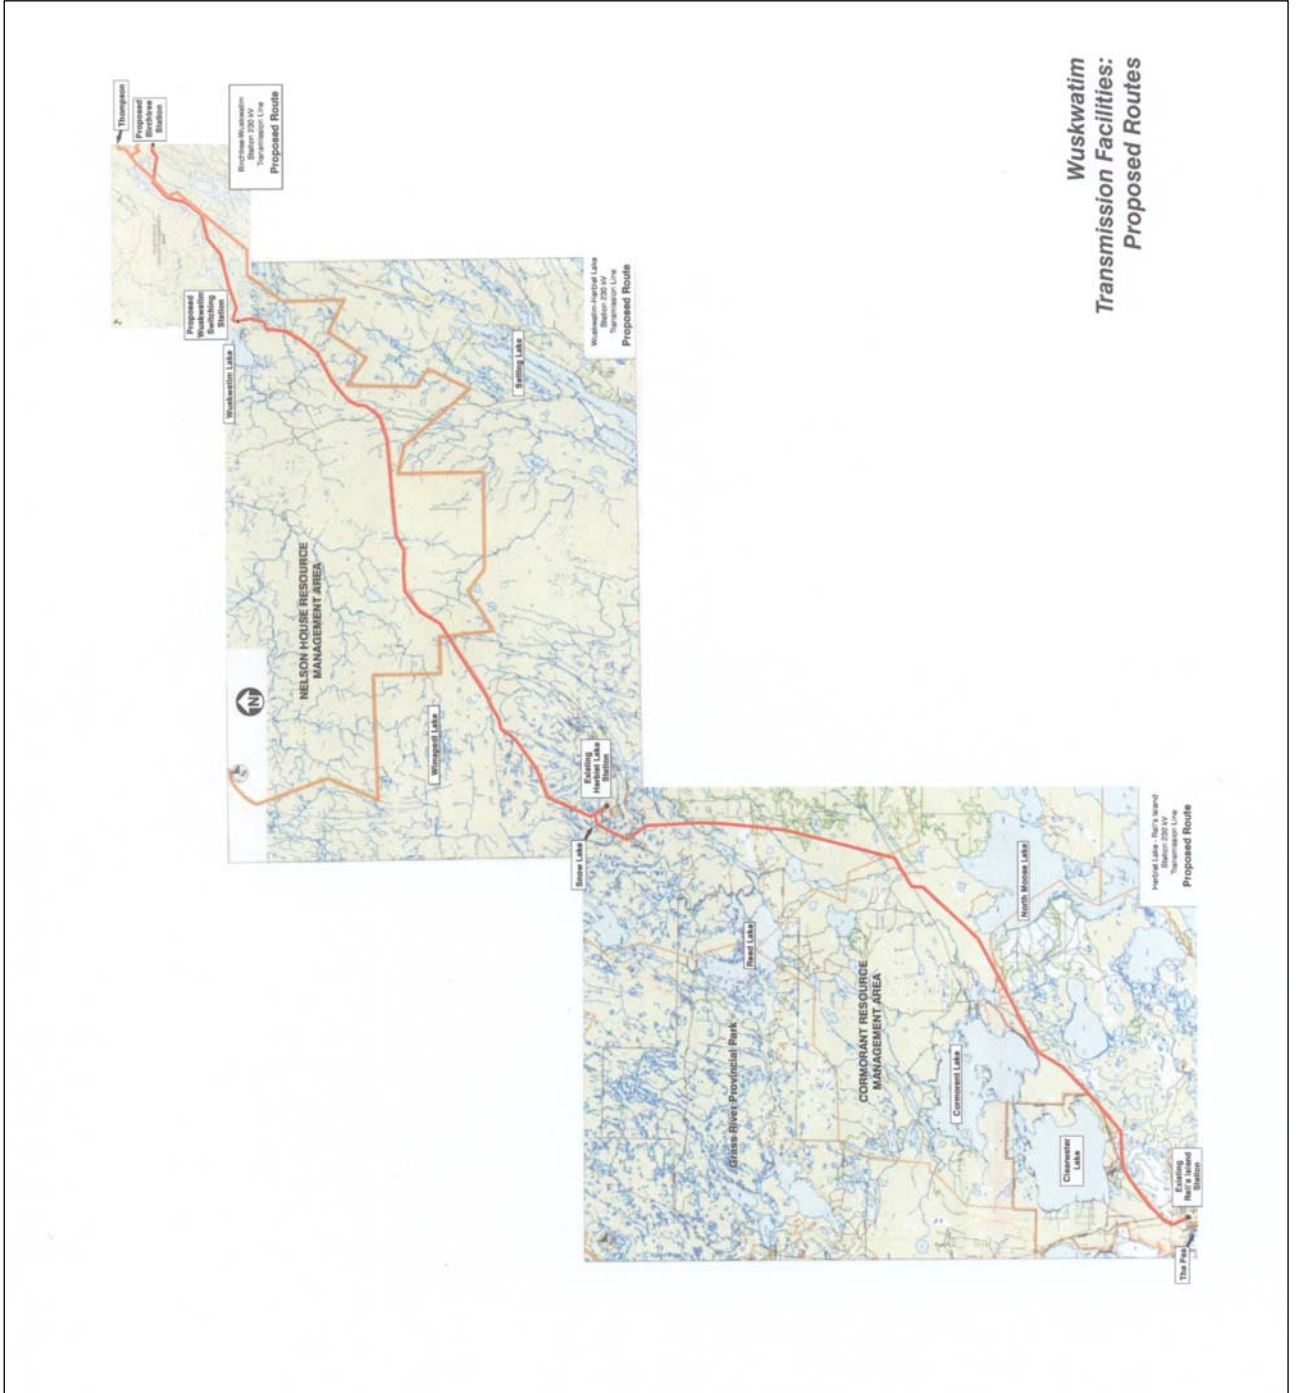 Wuskwatim
Transmission Facilities:
Proposed Routes
Thompson
Proposed
Birchtree
Station
Birchtree-Wuskwatim
Station 230 kV
Transmission Line
Proposed Route
Proposed
Wuskwatim
Switching
Station
Wuskwatim Lake
Wuskwatim-Herblet Lake
Station 230 kV
Transmission Line
Proposed Route
Setting Lake
NELSON HOUSE RESOURCE
MANAGEMENT AREA
N
Wimapedi Lake
Existing
Herblet Lake
Station
Snow Lake
Herblet Lake - Rall's Island
Station 230 kV
Transmission Line
Proposed Route
North Moose Lake
Reed Lake
CORMORANT RESOURCE
MANAGEMENT AREA
Grass River Provincial Park
Cormorant Lake
Clearwater
Lake
Existing
Rall's Island
Station
The Pas